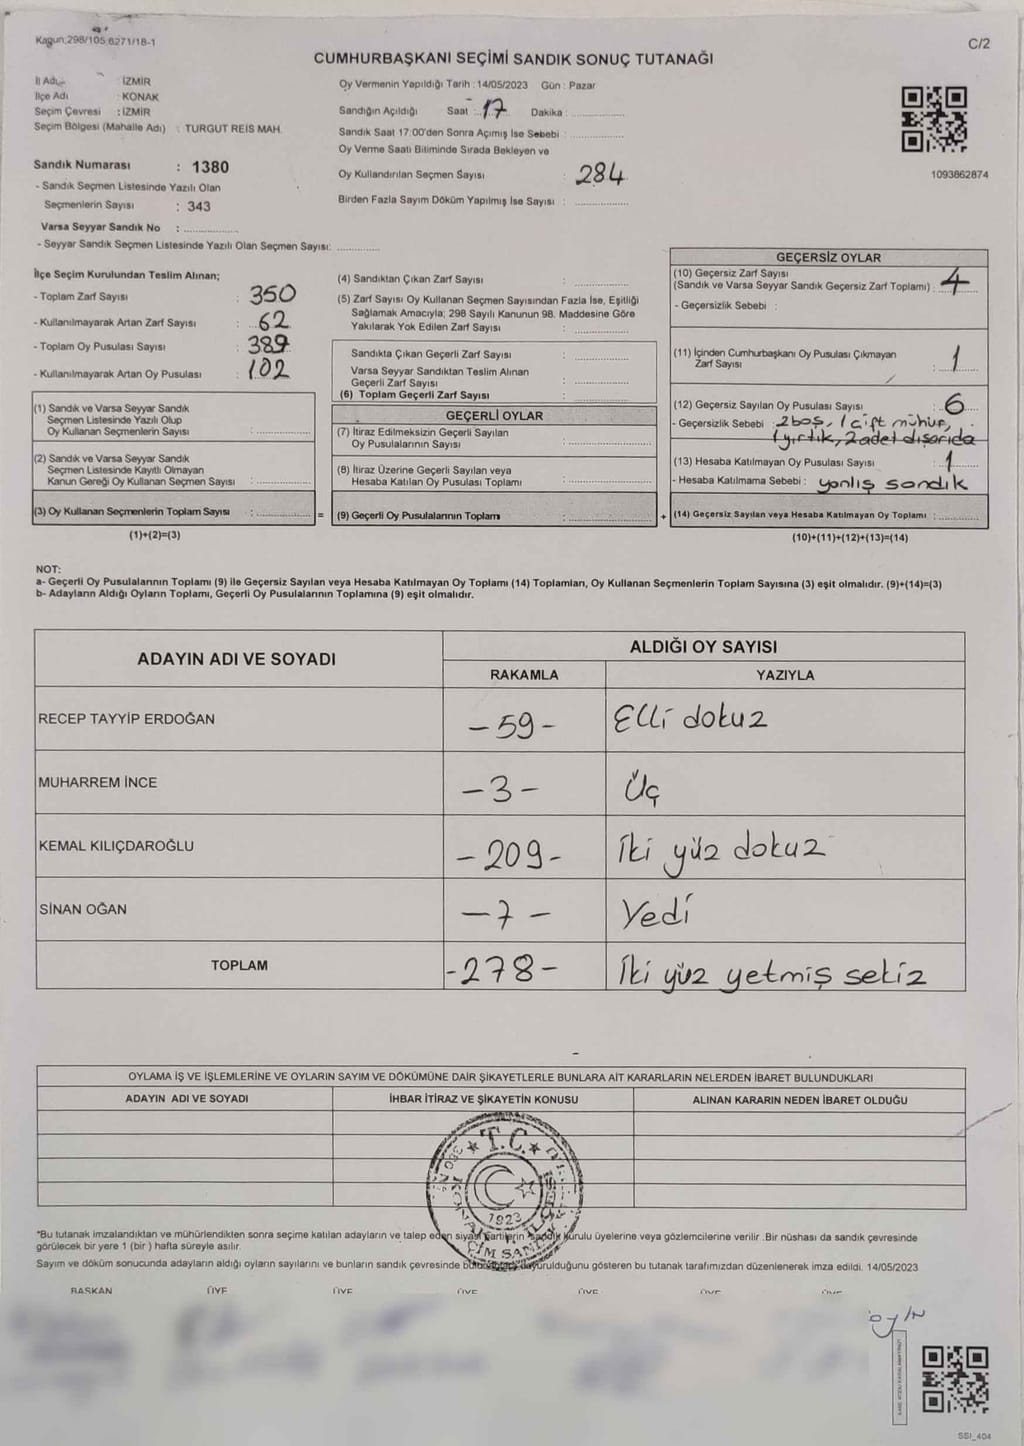 Kanun:298/105,6271/18-1
C/2
CUMHURBAŞKANI SEÇİMİ SANDIK SONUÇ TUTANAĞI
İl Adı : İZMİR
İlçe Adı : KONAK
Seçim Çevresi : İZMİR
Seçim Bölgesi (Mahalle Adı) : TURGUT REİS MAH.
Sandık Numarası : 1380
- Sandık Seçmen Listesinde Yazılı Olan
Seçmenlerin Sayısı : 343
Varsa Seyyar Sandık No : ..............
- Seyyar Sandık Seçmen Listesinde Yazılı Olan Seçmen Sayısı: ............
Oy Vermenin Yapıldığı Tarih : 14/05/2023 Gün : Pazar
Sandığın Açıldığı Saat : 17 Dakika : ..............
Sandık Saat 17:00'den Sonra Açımış İse Sebebi : ..............
Oy Verme Saati Bitiminde Sırada Bekleyen ve
Oy Kullandırılan Seçmen Sayısı : 284
Birden Fazla Sayım Döküm Yapılmış İse Sayısı : ..............
1093862874
İlçe Seçim Kurulundan Teslim Alınan;
- Toplam Zarf Sayısı : 350
- Kullanılmayarak Artan Zarf Sayısı : 62
- Toplam Oy Pusulası Sayısı : 389
- Kullanılmayarak Artan Oy Pusulası : 102
(1) Sandık ve Varsa Seyyar Sandık
Seçmen Listesinde Yazılı Olup
Oy Kullanan Seçmenlerin Sayısı : ..............
(2) Sandık ve Varsa Seyyar Sandık
Seçmen Listesinde Kayıtlı Olmayan
Kanun Gereği Oy Kullanan Seçmen Sayısı : ..............
(3) Oy Kullanan Seçmenlerin Toplam Sayısı : .............. =
(1)+(2)=(3)
(4) Sandıktan Çıkan Zarf Sayısı : ..............
(5) Zarf Sayısı Oy Kullanan Seçmen Sayısından Fazla İse, Eşitliği
Sağlamak Amacıyla; 298 Sayılı Kanunun 98. Maddesine Göre
Yakılarak Yok Edilen Zarf Sayısı : ..............
Sandıkta Çıkan Geçerli Zarf Sayısı : ..............
Varsa Seyyar Sandıktan Teslim Alınan
Geçerli Zarf Sayısı : ..............
(6) Toplam Geçerli Zarf Sayısı : ..............
GEÇERLİ OYLAR
(7) İtiraz Edilmeksizin Geçerli Sayılan
Oy Pusulalarının Sayısı : ..............
(8) İtiraz Üzerine Geçerli Sayılan veya
Hesaba Katılan Oy Pusulası Toplamı : ..............
(9) Geçerli Oy Pusulalarının Toplamı : .............. +
GEÇERSİZ OYLAR
(10) Geçersiz Zarf Sayısı
(Sandık ve Varsa Seyyar Sandık Geçersiz Zarf Toplamı) : 4
- Geçersizlik Sebebi :
(11) İçinden Cumhurbaşkanı Oy Pusulası Çıkmayan
Zarf Sayısı : 1
(12) Geçersiz Sayılan Oy Pusulası Sayısı : 6
- Geçersizlik Sebebi : 2boş, 1 çift mühür,
1 yırtık, 2 adet dışarıda
(13) Hesaba Katılmayan Oy Pusulası Sayısı : 1
- Hesaba Katılmama Sebebi : yanlış sandık
(14) Geçersiz Sayılan veya Hesaba Katılmayan Oy Toplamı : ..............
(10)+(11)+(12)+(13)=(14)
NOT:
a- Geçerli Oy Pusulalarının Toplamı (9) ile Geçersiz Sayılan veya Hesaba Katılmayan Oy Toplamı (14) Toplamları, Oy Kullanan Seçmenlerin Toplam Sayısına (3) eşit olmalıdır. (9)+(14)=(3)
b- Adayların Aldığı Oyların Toplamı, Geçerli Oy Pusulalarının Toplamına (9) eşit olmalıdır.
ADAYIN ADI VE SOYADI ALDIĞI OY SAYISI
RAKAMLA YAZIYLA
RECEP TAYYİP ERDOĞAN -59- Elli dokuz
MUHARREM İNCE -3- Üç
KEMAL KILIÇDAROĞLU -209- İki yüz dokuz
SİNAN OĞAN -7- Yedi
TOPLAM -278- İki yüz yetmiş sekiz
OYLAMA İŞ VE İŞLEMLERİNE VE OYLARIN SAYIM VE DÖKÜMÜNE DAİR ŞİKAYETLERLE BUNLARA AİT KARARLARIN NELERDEN İBARET BULUNDUKLARI
ADAYIN ADI VE SOYADI İHBAR İTİRAZ VE ŞİKAYETİN KONUSU ALINAN KARARIN NEDEN İBARET OLDUĞU
T.C.
1923
*Bu tutanak imzalandıktan ve mühürlendikten sonra seçime katılan adayların ve talep eden siyasi partilerin sandık kurulu üyelerine veya gözlemcilerine verilir .Bir nüshası da sandık çevresinde
görülecek bir yere 1 (bir ) hafta süreyle asılır.
Sayım ve döküm sonucunda adayların aldığı oyların sayılarını ve bunların sandık çevresinde duyurulduğunu gösteren bu tutanak tarafımızdan düzenlenerek imza edildi. 14/05/2023
BAŞKAN ÜYE ÜYE ÜYE ÜYE ÜYE ÜYE
SSI_404